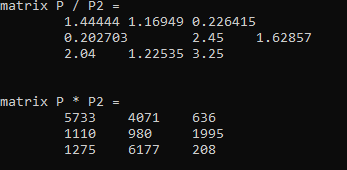 matrix P / P2 =
1.44444 1.16949 0.226415
0.202703 2.45 1.62857
2.04 1.22535 3.25
matrix P * P2 =
5733 4071 636
1110 980 1995
1275 6177 208